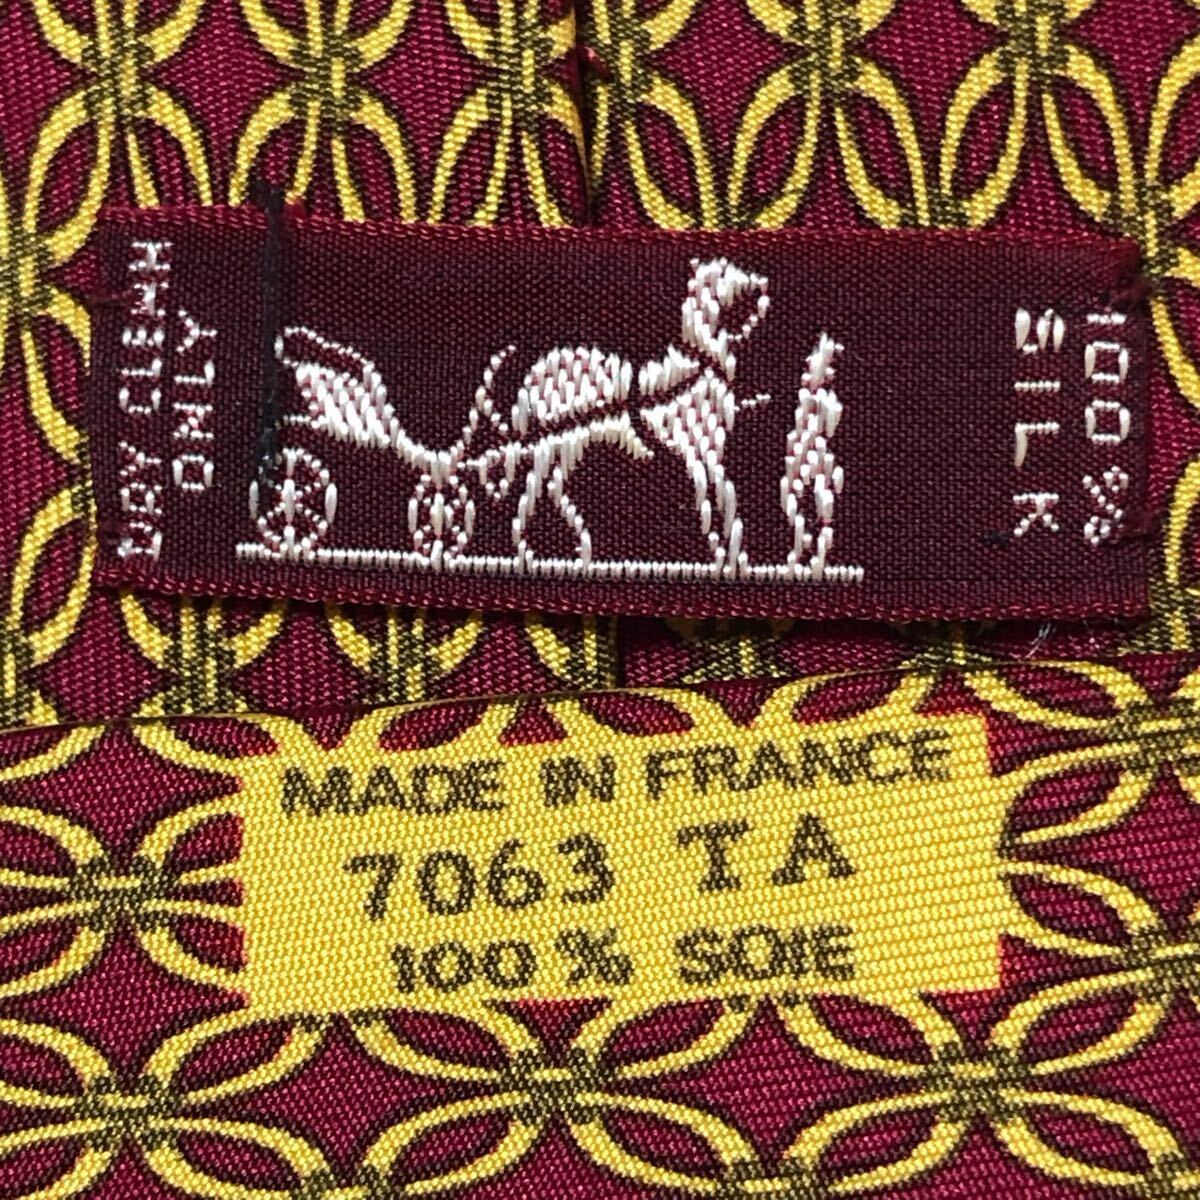 DRY CLEAN
ONLY
100%
SILK
MADE IN FRANCE
7063 TA
100 % SOIE